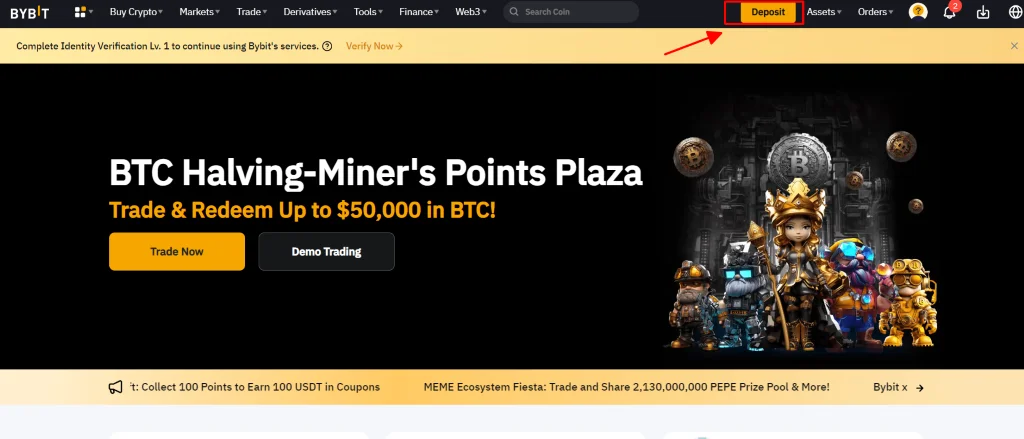 BYBIT Buy Crypto Markets Trade Derivatives Tools Finance Web3 Search Coin Deposit Assets Orders 2
Complete Identity Verification Lv. 1 to continue using Bybit's services. Verify Now
BTC Halving-Miner's Points Plaza
Trade & Redeem Up to $50,000 in BTC!
Trade Now Demo Trading
't: Collect 100 Points to Earn 100 USDT in Coupons MEME Ecosystem Fiesta: Trade and Share 2,130,000,000 PEPE Prize Pool & More! Bybit x